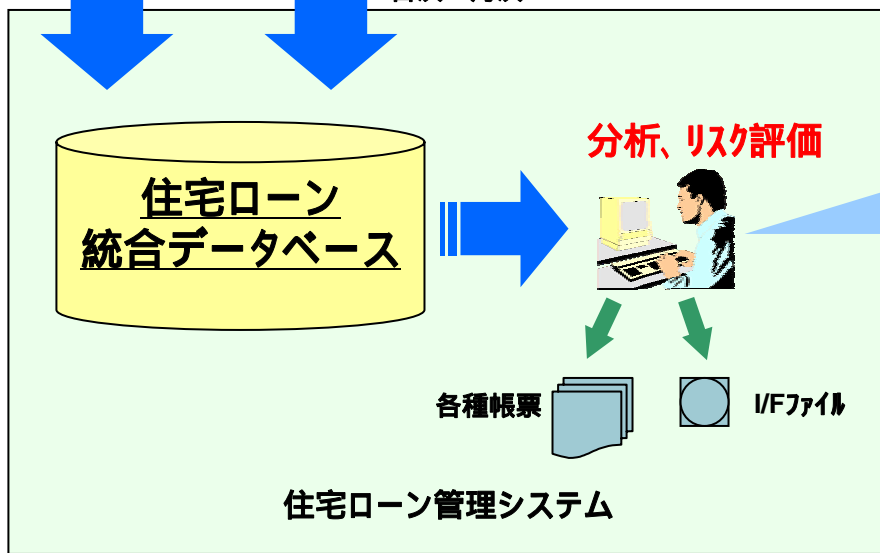 分析、ﾘｽｸ評価
住宅ローン
統合データベース
各種帳票
I/Fﾌｧｲﾙ
住宅ローン管理システム